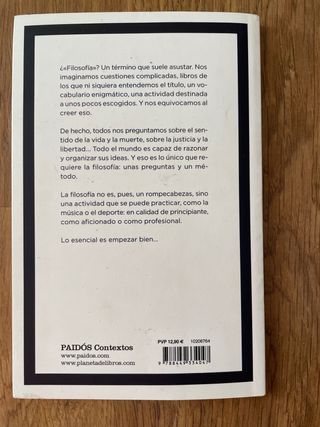 ¿«Filosofía»? Un término que suele asustar. Nos
imaginamos cuestiones complicadas, libros de
los que ni siquiera entendemos el título, un vo-
cabulario enigmático, una actividad destinada
a unos pocos escogidos. Y nos equivocamos al
creer eso.
De hecho, todos nos preguntamos sobre el sen-
tido de la vida y la muerte, sobre la justicia y la
libertad... Todo el mundo es capaz de razonar
y organizar sus ideas. Y eso es lo único que re-
quiere la filosofía: unas preguntas y un mé-
todo.
La filosofía no es, pues, un rompecabezas, sino
una actividad que se puede practicar, como la
música o el deporte: en calidad de principiante,
como aficionado o como profesional.
Lo esencial es empezar bien...
PVP 12,90 € 10206764
PAIDÓS Contextos
www.paidos.com
www.planetadelibros.com
9 788449 334047